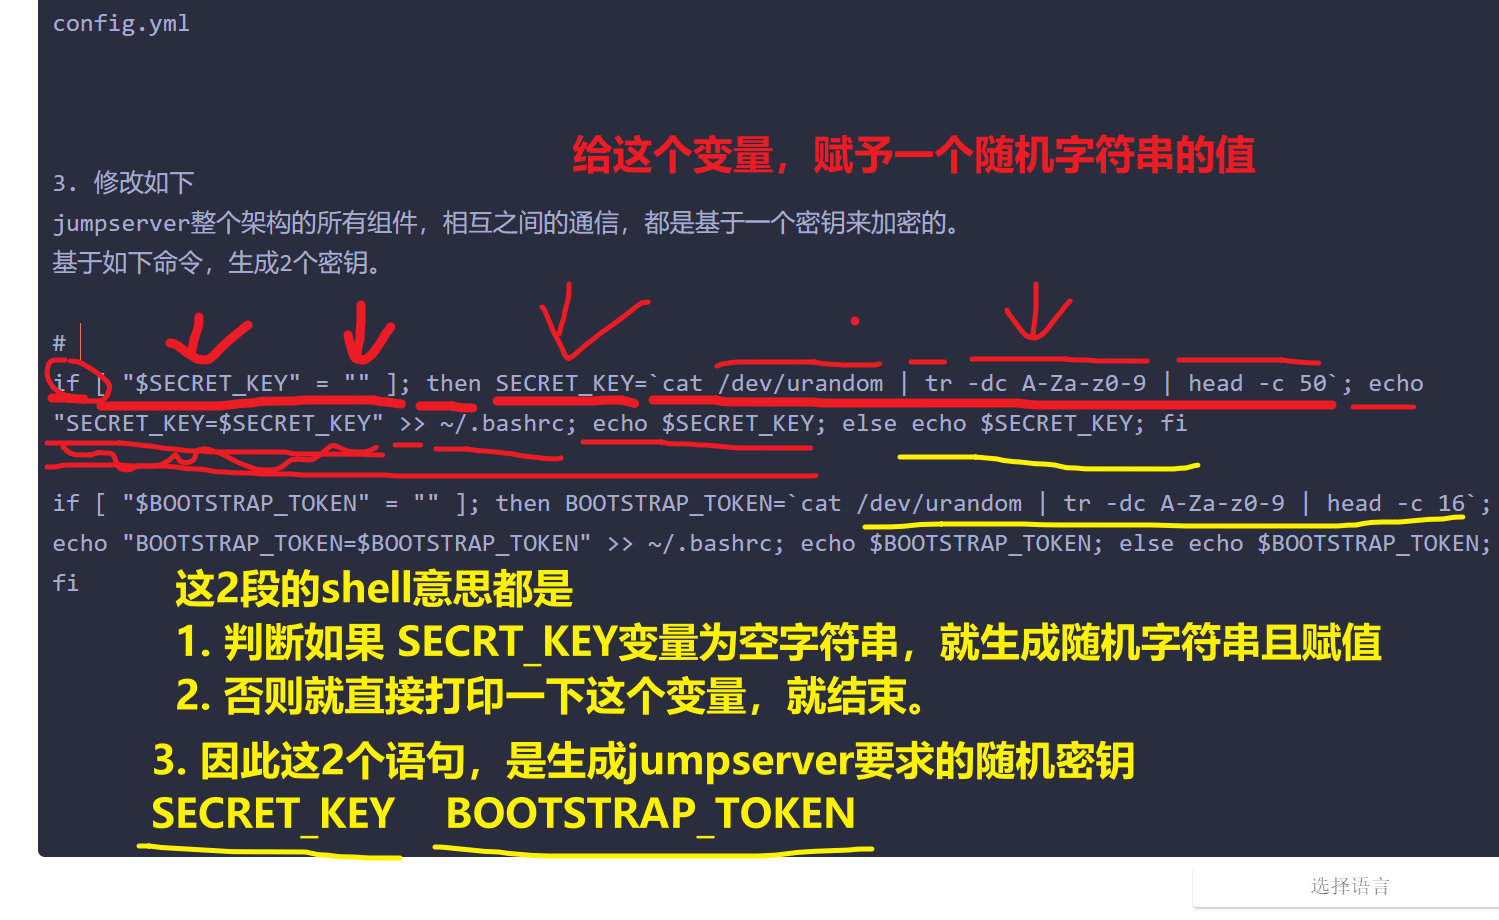 config.yml
给这个变量，赋予一个随机字符串的值
3. 修改如下
jumpserver整个架构的所有组件，相互之间的通信，都是基于一个密钥来加密的。
基于如下命令，生成2个密钥。
#
if [ "$SECRET_KEY" = "" ]; then SECRET_KEY=`cat /dev/urandom | tr -dc A-Za-z0-9 | head -c 50`; echo
"SECRET_KEY=$SECRET_KEY" >> ~/.bashrc; echo $SECRET_KEY; else echo $SECRET_KEY; fi
if [ "$BOOTSTRAP_TOKEN" = "" ]; then BOOTSTRAP_TOKEN=`cat /dev/urandom | tr -dc A-Za-z0-9 | head -c 16`;
echo "BOOTSTRAP_TOKEN=$BOOTSTRAP_TOKEN" >> ~/.bashrc; echo $BOOTSTRAP_TOKEN; else echo $BOOTSTRAP_TOKEN;
fi
这2段的shell意思都是
1. 判断如果 SECRT_KEY变量为空字符串，就生成随机字符串且赋值
2. 否则就直接打印一下这个变量，就结束。
3. 因此这2个语句，是生成jumpserver要求的随机密钥
SECRET_KEY BOOTSTRAP_TOKEN
选择语言